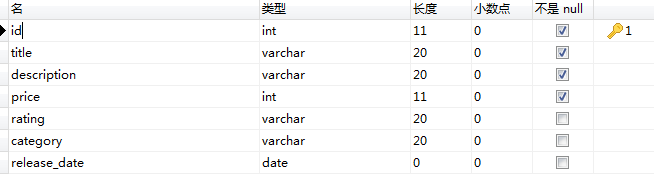 名 类型 长度 小数点 不是 null
id int 11 0 1
title varchar 20 0
description varchar 20 0
price int 11 0
rating varchar 20 0
category varchar 20 0
release_date date 0 0